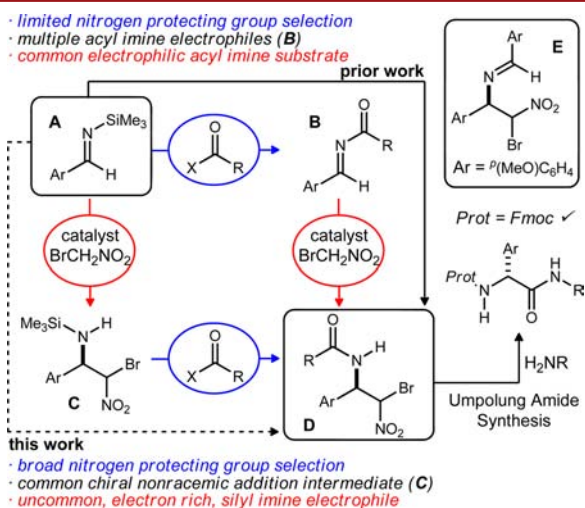 · limited nitrogen protecting group selection
· multiple acyl imine electrophiles (B)
· common electrophilic acyl imine substrate
prior work
A
N
SiMe3
Ar
H
O
X
R
B
O
N
R
Ar
H
E
Ar
N
H
Ar
NO2
Br
Ar = p(MeO)C6H4
catalyst
BrCH2NO2
catalyst
BrCH2NO2
Prot = Fmoc ✓
Ar
Prot
N
H
O
H
N
R
Me3Si
N
H
Ar
Br
NO2
C
O
X
R
O
R
N
H
Ar
Br
NO2
D
H2NR
Umpolung Amide
Synthesis
this work
· broad nitrogen protecting group selection
· common chiral nonracemic addition intermediate (C)
· uncommon, electron rich, silyl imine electrophile